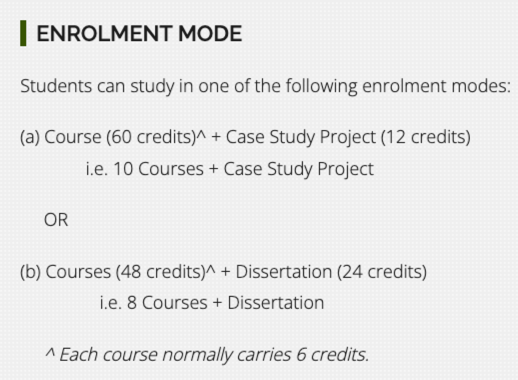 ENROLMENT MODE
Students can study in one of the following enrolment modes:
(a) Course (60 credits)^ + Case Study Project (12 credits)
i.e. 10 Courses + Case Study Project
OR
(b) Courses (48 credits)^ + Dissertation (24 credits)
i.e. 8 Courses + Dissertation
^ Each course normally carries 6 credits.